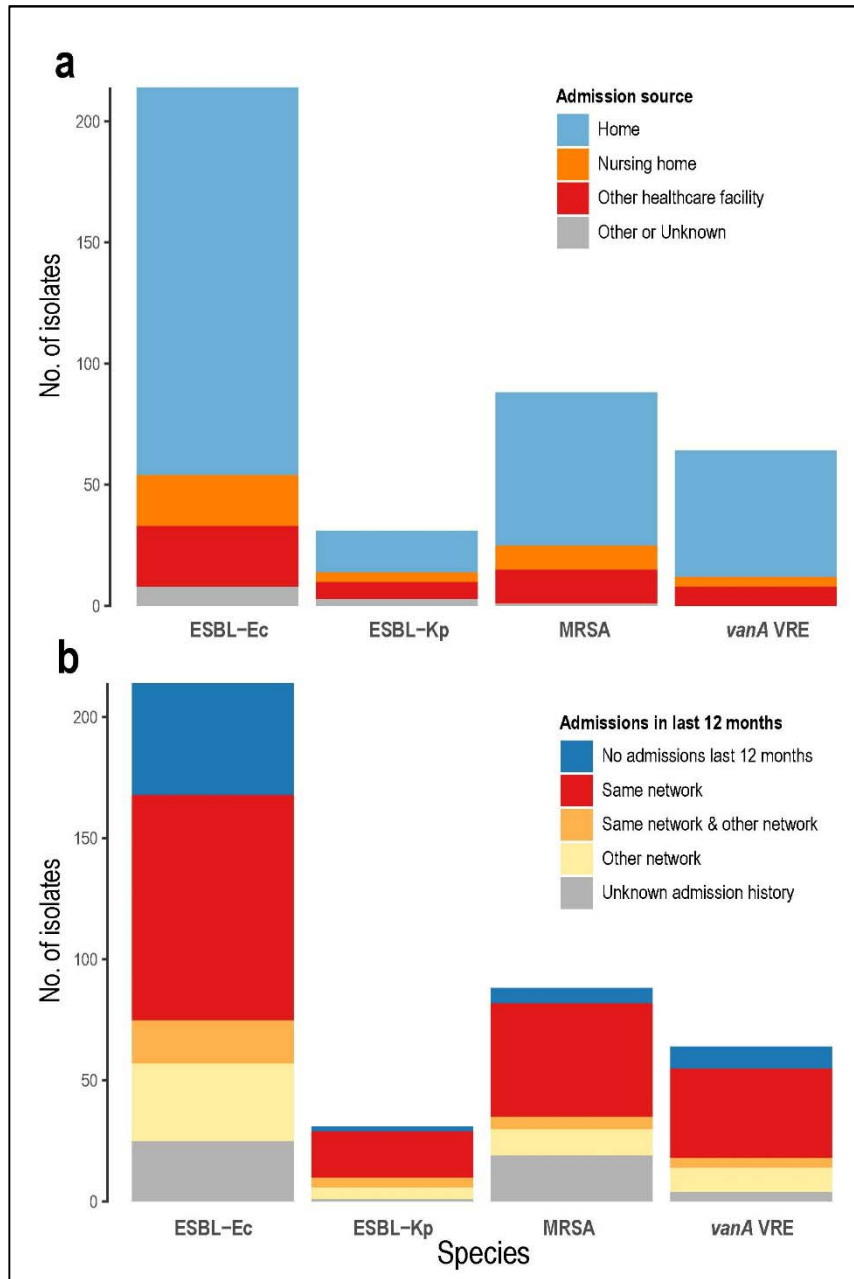 a
Admission source
Home
Nursing home
Other healthcare facility
Other or Unknown
No. of isolates
200
150
100
50
0
ESBL−Ec ESBL−Kp MRSA vanA VRE
b
Admissions in last 12 months
No admissions last 12 months
Same network
Same network & other network
Other network
Unknown admission history
No. of isolates
200
150
100
50
0
ESBL−Ec ESBL−Kp MRSA vanA VRE
Species